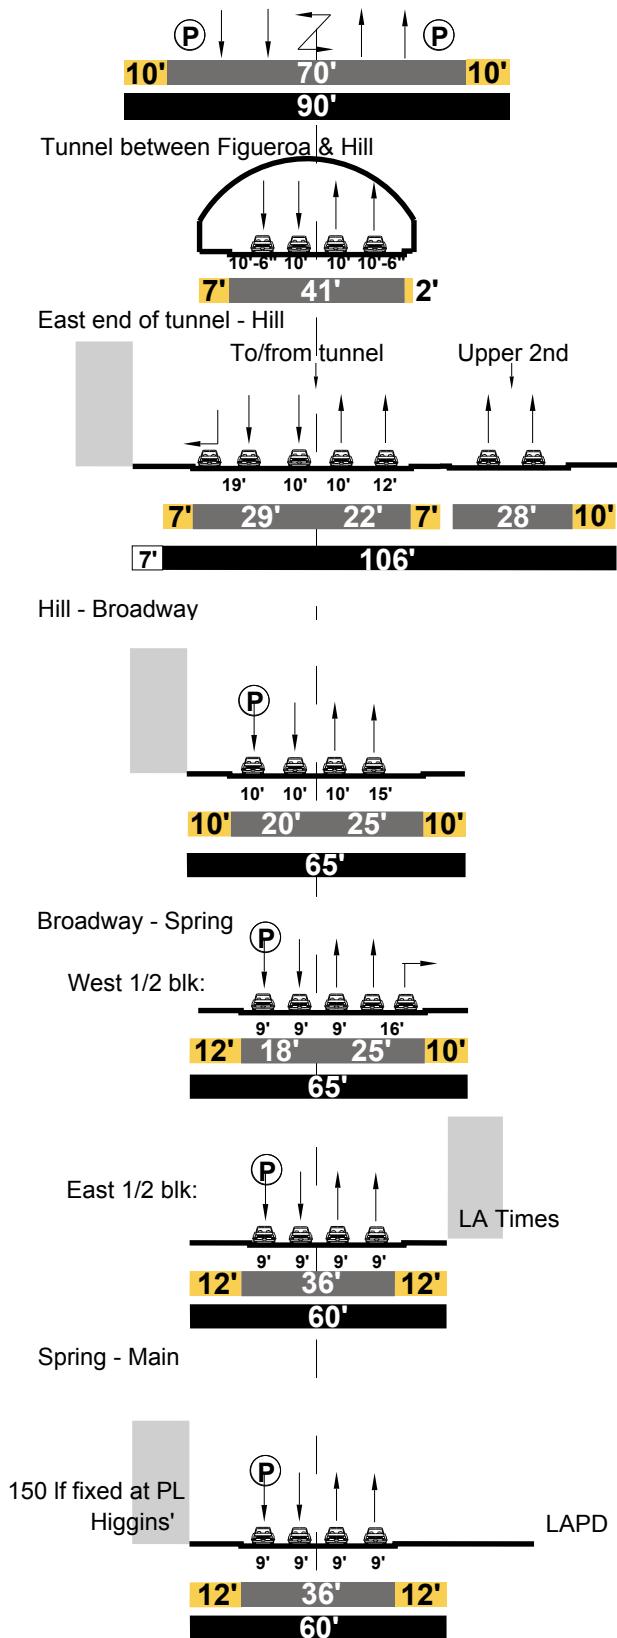 P P
10' 70' 10'
90'
Tunnel between Figueroa & Hill
10'-6" 10' 10' 10'-6"
7' 41' 2'
East end of tunnel - Hill
To/from tunnel Upper 2nd
19' 10' 10' 12'
7' 29' 22' 7' 28' 10'
7' 106'
Hill - Broadway
P
10' 10' 10' 15'
10' 20' 25' 10'
65'
Broadway - Spring
P
West 1/2 blk:
9' 9' 9' 16'
12' 18' 25' 10'
65'
P
East 1/2 blk:
LA Times
9' 9' 9' 9'
12' 36' 12'
60'
Spring - Main
P
150 lf fixed at PL
Higgins'
LAPD
9' 9' 9' 9'
12' 36' 12'
60'